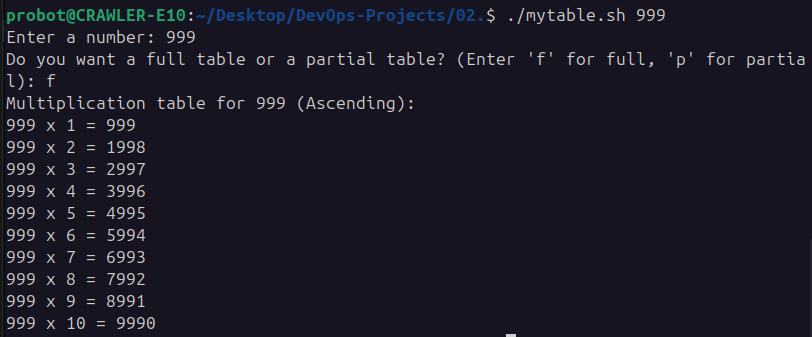 probot@CRAWLER-E10:~/Desktop/DevOps-Projects/02.$ ./mytable.sh 999
Enter a number: 999
Do you want a full table or a partial table? (Enter 'f' for full, 'p' for partia
l): f
Multiplication table for 999 (Ascending):
999 x 1 = 999
999 x 2 = 1998
999 x 3 = 2997
999 x 4 = 3996
999 x 5 = 4995
999 x 6 = 5994
999 x 7 = 6993
999 x 8 = 7992
999 x 9 = 8991
999 x 10 = 9990